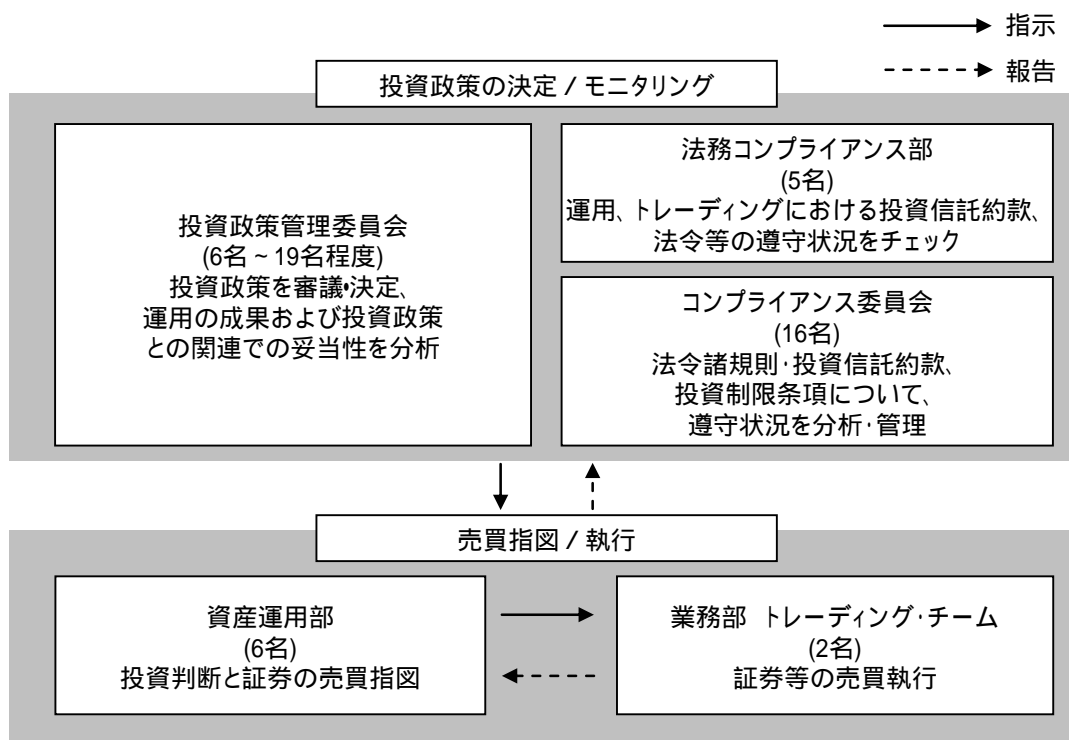 指示
報告
投資政策の決定 / モニタリング
投資政策管理委員会
(6名~19名程度)
投資政策を審議・決定、
運用の成果および投資政策
との関連での妥当性を分析
法務コンプライアンス部
(5名)
運用、トレーディングにおける投資信託約款、
法令等の遵守状況をチェック
コンプライアンス委員会
(16名)
法令諸規則・投資信託約款、
投資制限条項について、
遵守状況を分析・管理
売買指図 / 執行
資産運用部
(6名)
投資判断と証券の売買指図
業務部 トレーディング・チーム
(2名)
証券等の売買執行